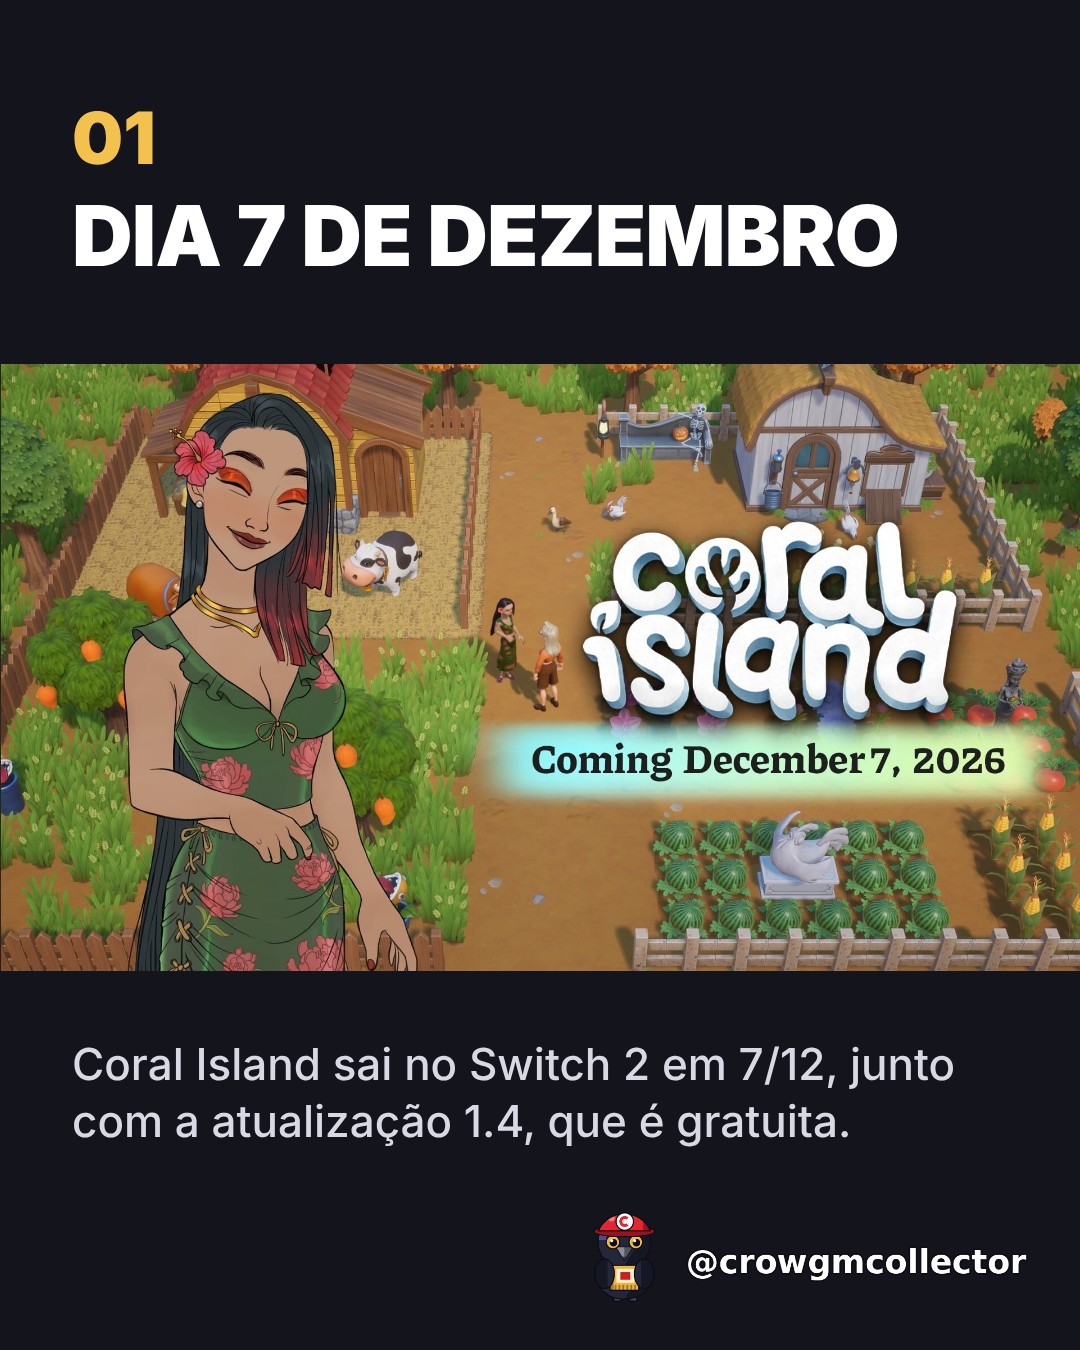 01
DIA 7 DE DEZEMBRO
coral
island
Coming December 7, 2026
Coral Island sai no Switch 2 em 7/12, junto
com a atualização 1.4, que é gratuita.
C
@crowgmcollector